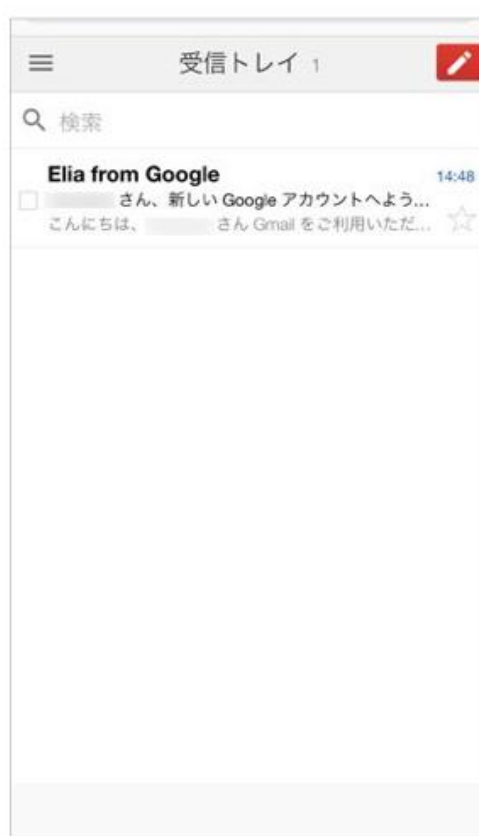 受信トレイ 1
検索
Elia from Google 14:48
さん、新しい Google アカウントへよう...
こんにちは、 さん Gmail をご利用いただ...